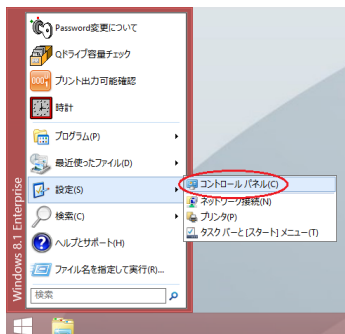 Password変更について
Qドライブ容量チェック
プリント出力可能確認
時計
プログラム(P)
最近使ったファイル(D)
設定(S)
検索(C)
ヘルプとサポート(H)
ファイル名を指定して実行(R)...
検索
Windows 8.1 Enterprise
コントロール パネル(C)
ネットワーク接続(N)
プリンタ(P)
タスク バーと [スタート] メニュー(T)